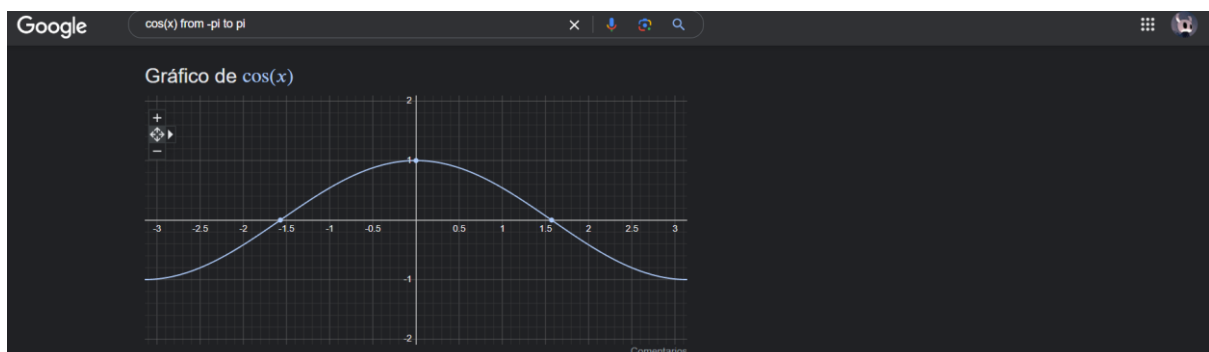 Google
cos(x) from -pi to pi
Gráfico de cos(x)
2
1
-3 -2.5 -2 -1.5 -1 -0.5 0.5 1 1.5 2 2.5 3
-1
-2
Comentarios